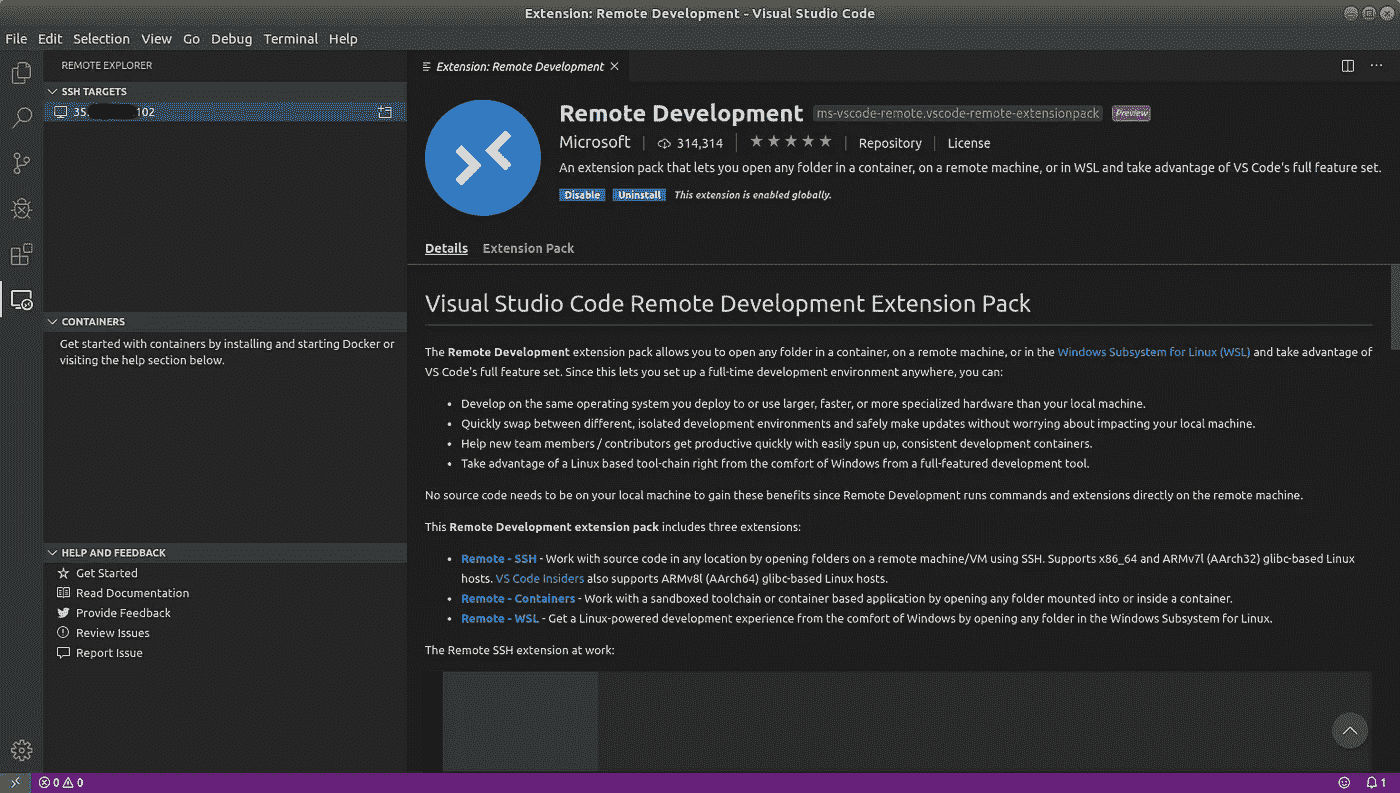 Extension: Remote Development - Visual Studio Code
File Edit Selection View Go Debug Terminal Help
REMOTE EXPLORER
SSH TARGETS
35. 102
CONTAINERS
Get started with containers by installing and starting Docker or
visiting the help section below.
HELP AND FEEDBACK
Get Started
Read Documentation
Provide Feedback
Review Issues
Report Issue
Extension: Remote Development
Remote Development ms-vscode-remote.vscode-remote-extensionpack Preview
Microsoft | 314,314 | ★★★★★ | Repository | License
An extension pack that lets you open any folder in a container, on a remote machine, or in WSL and take advantage of VS Code's full feature set.
Disable Uninstall This extension is enabled globally.
Details Extension Pack
Visual Studio Code Remote Development Extension Pack
The Remote Development extension pack allows you to open any folder in a container, on a remote machine, or in the Windows Subsystem for Linux (WSL) and take advantage of
VS Code's full feature set. Since this lets you set up a full-time development environment anywhere, you can:
• Develop on the same operating system you deploy to or use larger, faster, or more specialized hardware than your local machine.
• Quickly swap between different, isolated development environments and safely make updates without worrying about impacting your local machine.
• Help new team members / contributors get productive quickly with easily spun up, consistent development containers.
• Take advantage of a Linux based tool-chain right from the comfort of Windows from a full-featured development tool.
No source code needs to be on your local machine to gain these benefits since Remote Development runs commands and extensions directly on the remote machine.
This Remote Development extension pack includes three extensions:
• Remote - SSH - Work with source code in any location by opening folders on a remote machine/VM using SSH. Supports x86_64 and ARMv7l (AArch32) glibc-based Linux
hosts. VS Code Insiders also supports ARMv8l (AArch64) glibc-based Linux hosts.
• Remote - Containers - Work with a sandboxed toolchain or container based application by opening any folder mounted into or inside a container.
• Remote - WSL - Get a Linux-powered development experience from the comfort of Windows by opening any folder in the Windows Subsystem for Linux.
The Remote SSH extension at work:
0 0 1